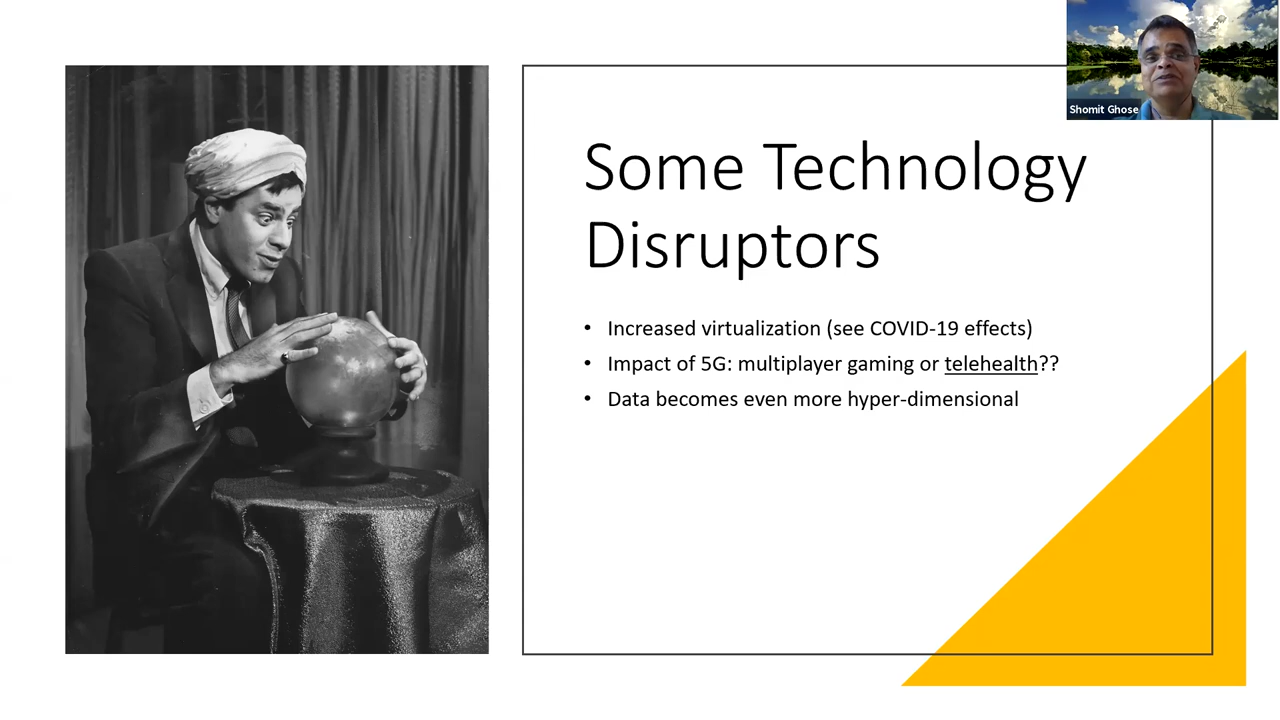 Shomit Ghose
Some Technology
Disruptors
• Increased virtualization (see COVID-19 effects)
• Impact of 5G: multiplayer gaming or telehealth??
• Data becomes even more hyper-dimensional